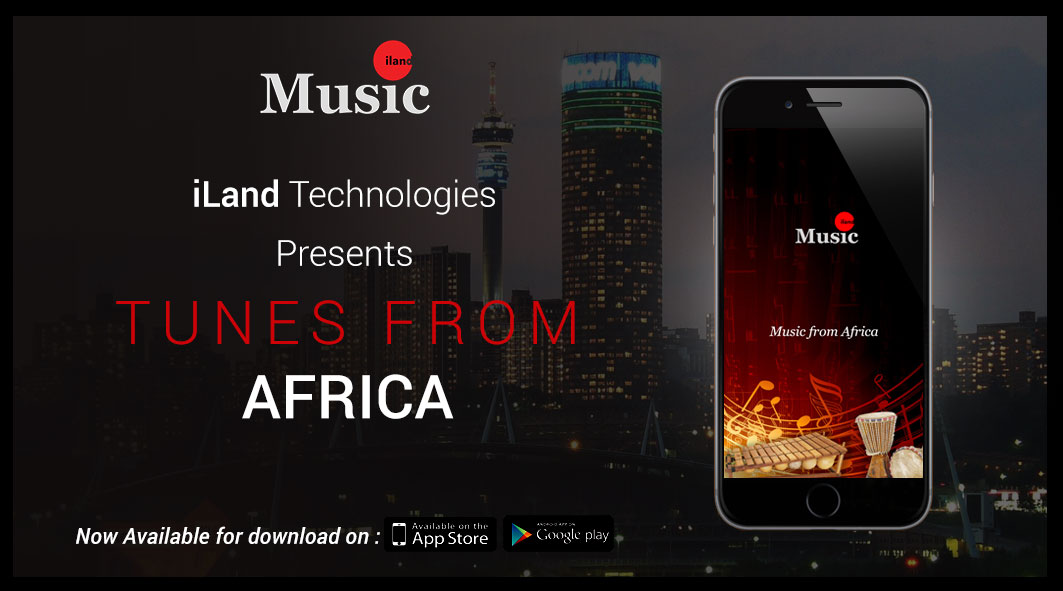 iland
Music
iLand Technologies
Presents
TUNES FROM
AFRICA
Now Available for download on :
Available on the
App Store
ANDROID APP ON
Google play
iland
Music
Music from Africa